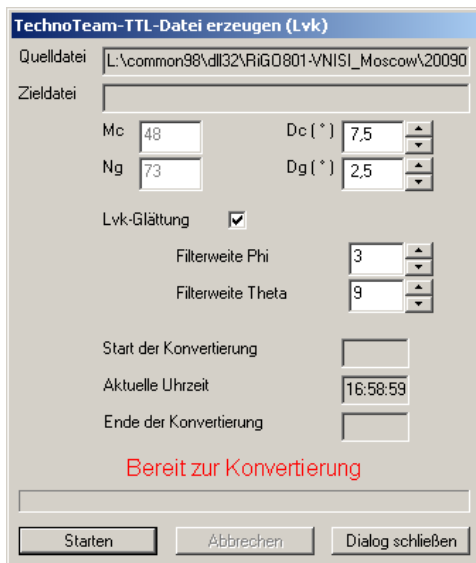 TechnoTeam-TTL-Datei erzeugen (Lvk)
Quelldatei L:\common98\dll32\RiGO801-VNISI_Moscow\20090
Zieldatei
Mc 48 Dc ( ° ) 7,5
Ng 73 Dg ( ° ) 2,5
Lvk-Glättung
Filterweite Phi 3
Filterweite Theta 9
Start der Konvertierung
Aktuelle Uhrzeit 16:58:59
Ende der Konvertierung
Bereit zur Konvertierung
Starten Abbrechen Dialog schließen